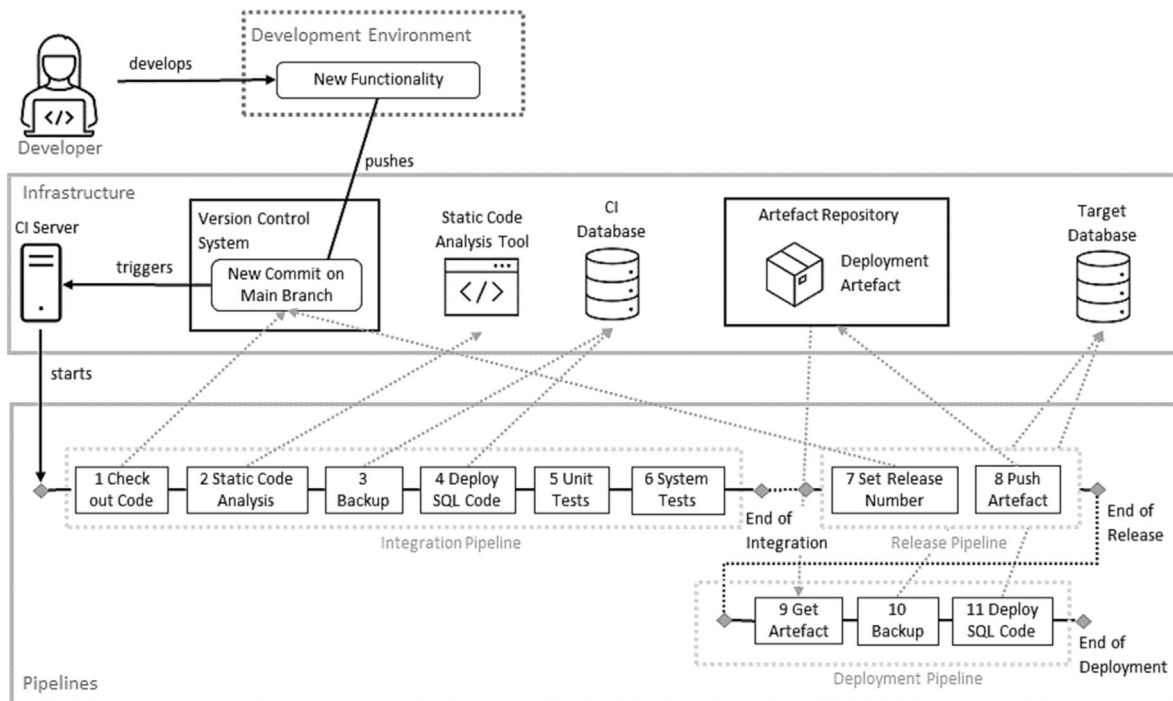 Development Environment
develops
New Functionality
</>
Developer
pushes
Infrastructure
CI Server
Version Control
System
Static Code
Analysis Tool
CI
Database
Artefact Repository
Target
Database
triggers
New Commit on
Main Branch
</>
Deployment
Artefact
starts
1 Check
out Code
2 Static Code
Analysis
3
Backup
4 Deploy
SQL Code
5 Unit
Tests
6 System
Tests
7 Set Release
Number
8 Push
Artefact
End of
Integration
End of
Release
Integration Pipeline
Release Pipeline
9 Get
Artefact
10
Backup
11 Deploy
SQL Code
End of
Deployment
Deployment Pipeline
Pipelines